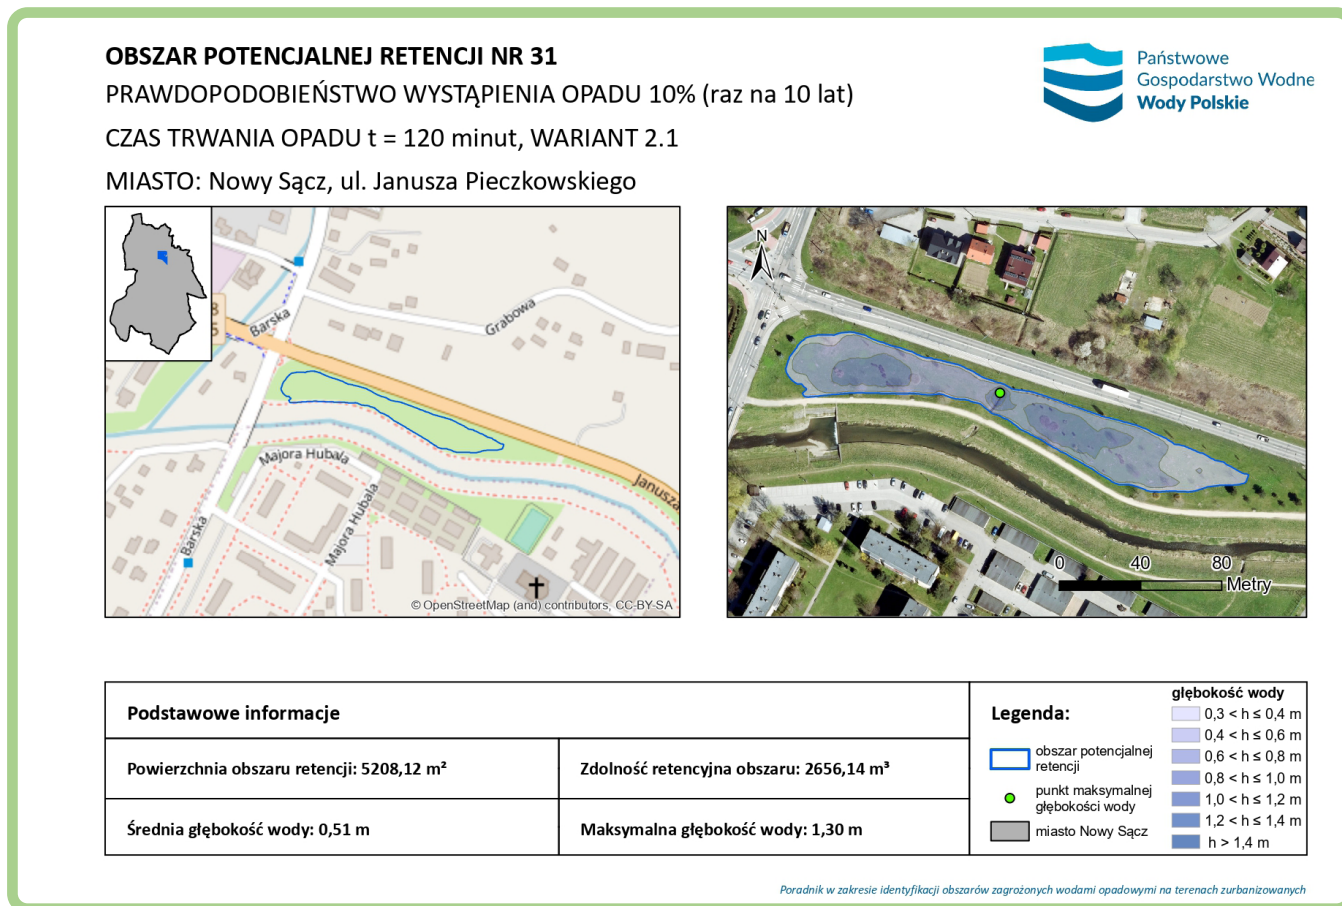 OBSZAR POTENCJALNEJ RETENCJI NR 31
PRAWDOPODOBIEŃSTWO WYSTĄPIENIA OPADU 10% (raz na 10 lat)
CZAS TRWANIA OPADU t = 120 minut, WARIANT 2.1
MIASTO: Nowy Sącz, ul. Janusza Pieczkowskiego
Państwowe
Gospodarstwo Wodne
Wody Polskie
8
5
Barska
Grabowa
Majora Hubala
Majora Hubala
Barska
Janusza
© OpenStreetMap (and) contributors, CC-BY-SA
N
0 40 80
Metry
Podstawowe informacje
Powierzchnia obszaru retencji: 5208,12 m²
Zdolność retencyjna obszaru: 2656,14 m³
Średnia głębokość wody: 0,51 m
Maksymalna głębokość wody: 1,30 m
Legenda:
obszar potencjalnej
retencji
punkt maksymalnej
głębokości wody
miasto Nowy Sącz
głębokość wody
0,3 < h ≤ 0,4 m
0,4 < h ≤ 0,6 m
0,6 < h ≤ 0,8 m
0,8 < h ≤ 1,0 m
1,0 < h ≤ 1,2 m
1,2 < h ≤ 1,4 m
h > 1,4 m
Poradnik w zakresie identyfikacji obszarów zagrożonych wodami opadowymi na terenach zurbanizowanych